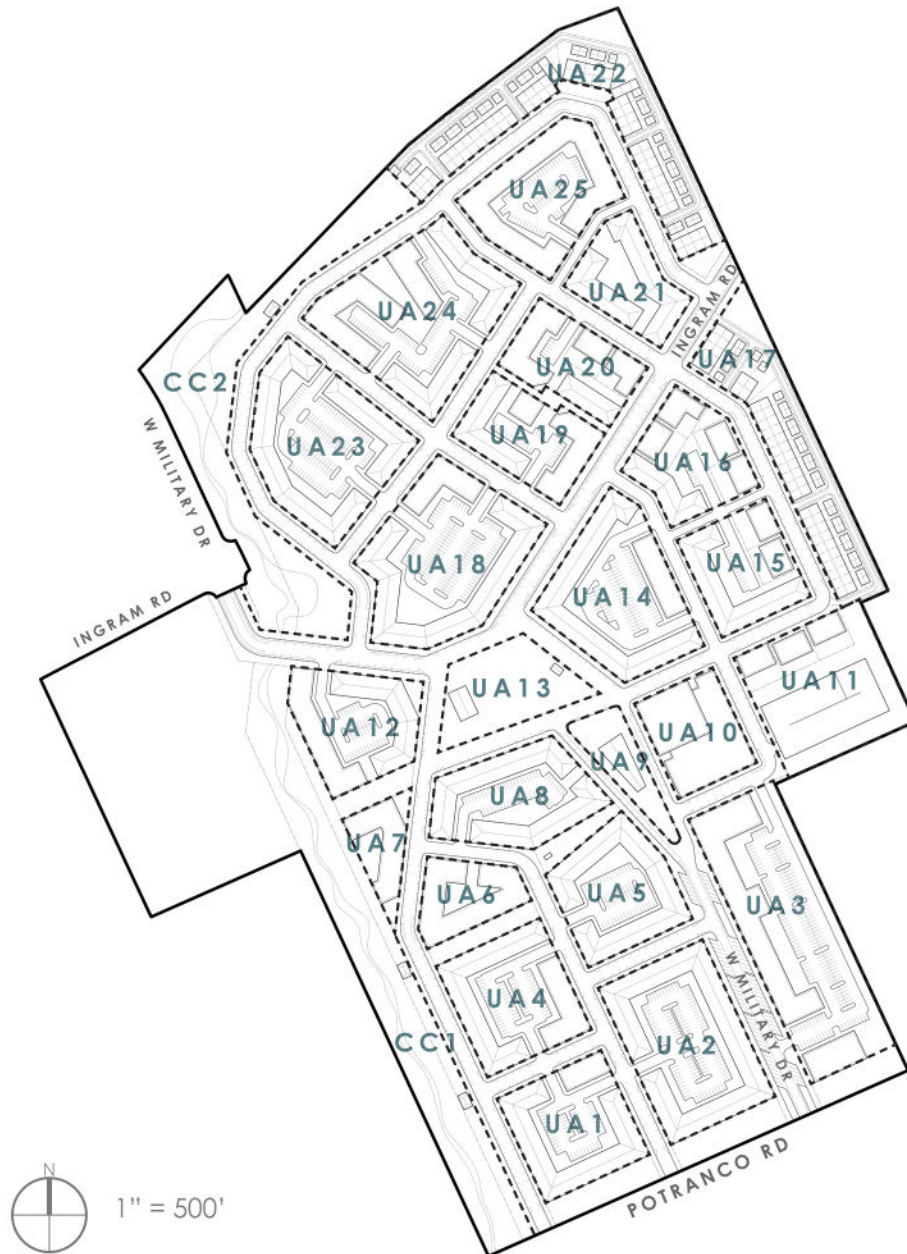 UA22
UA25
INGRAM RD
UA21
UA24
UA17
UA20
CC2
UA19
UA23
UA16
W MILITARY DR
UA18
UA15
UA14
INGRAM RD
UA13
UA11
UA12
UA10
UA9
UA8
UA7
UA6
UA5
UA3
UA4
W MILITARY DR
CC1
UA2
UA1
POTRANCO RD
N
1" = 500'